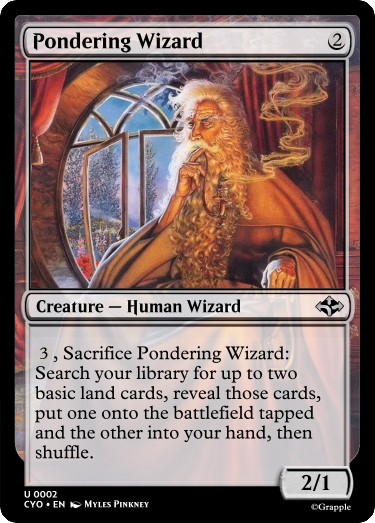 Pondering Wizard 2
Creature — Human Wizard
3 , Sacrifice Pondering Wizard:
Search your library for up to two
basic land cards, reveal those cards,
put one onto the battlefield tapped
and the other into your hand, then
shuffle.
2/1
U 0002
CYO • EN Myles Pinkney
©Grapple